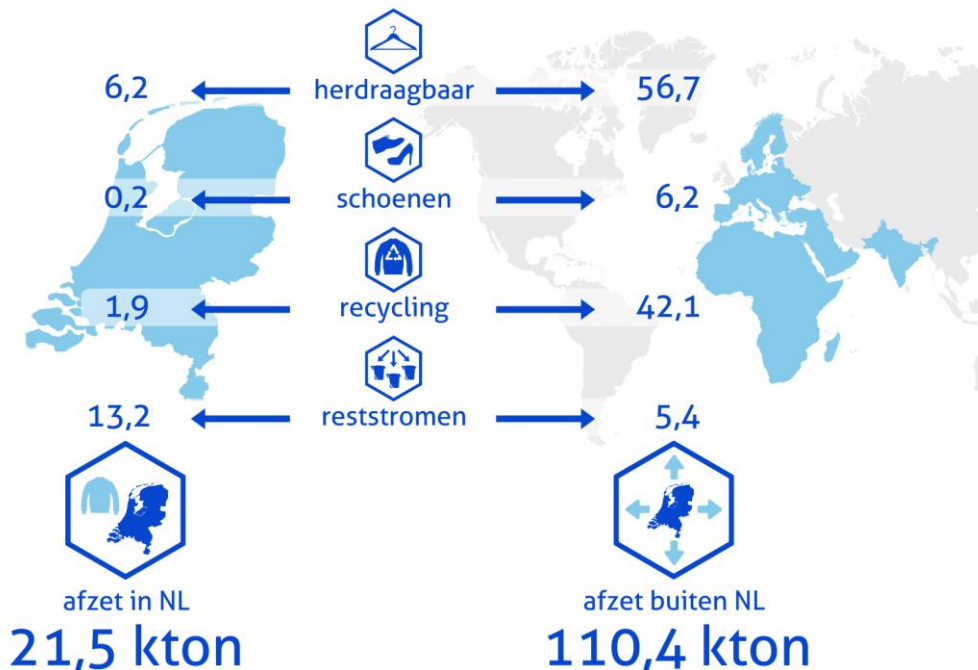 6,2 herdraagbaar 56,7
0,2 schoenen 6,2
1,9 recycling 42,1
13,2 reststromen 5,4
afzet in NL
21,5 kton
afzet buiten NL
110,4 kton